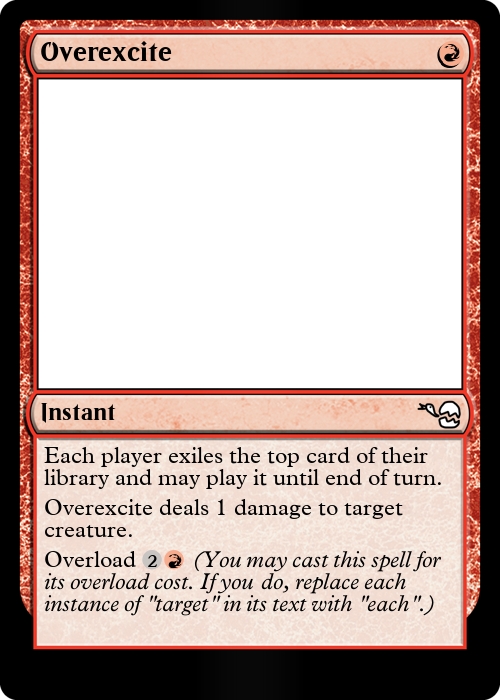 Overexcite
Instant
Each player exiles the top card of their
library and may play it until end of turn.
Overexcite deals 1 damage to target
creature.
Overload 2 (You may cast this spell for
its overload cost. If you do, replace each
instance of "target" in its text with "each".)